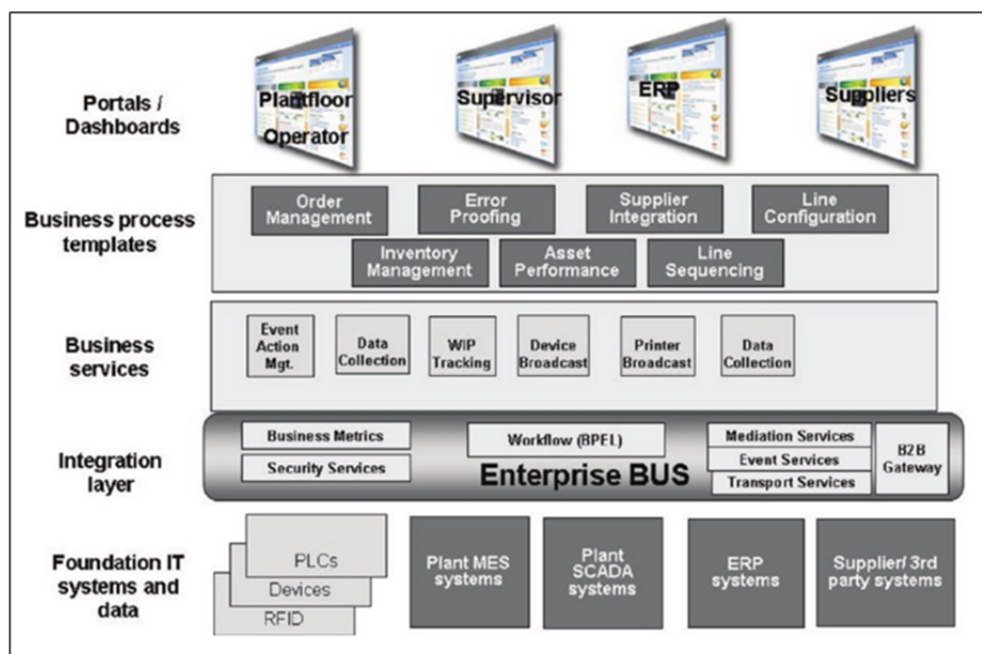 Portals /
Dashboards
Plantfloor
Operator
Supervisor
ERP
Suppliers
Business process
templates
Order
Management
Error
Proofing
Supplier
Integration
Line
Configuration
Inventory
Management
Asset
Performance
Line
Sequencing
Business
services
Event
Action
Mgt.
Data
Collection
WIP
Tracking
Device
Broadcast
Printer
Broadcast
Data
Collection
Integration
layer
Business Metrics
Security Services
Workflow (BPEL)
Enterprise BUS
Mediation Services
Event Services
Transport Services
B2B
Gateway
Foundation IT
systems and
data
PLCs
Devices
RFID
Plant MES
systems
Plant
SCADA
systems
ERP
systems
Supplier/ 3rd
party systems